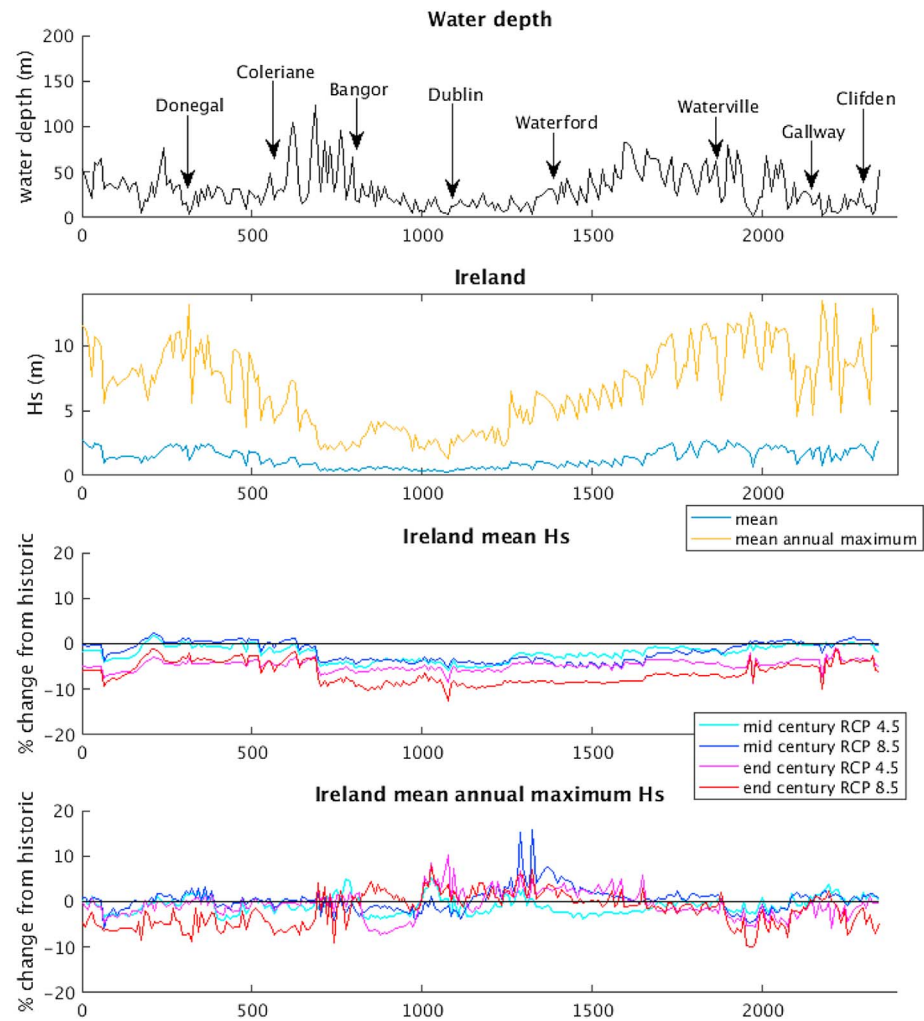 Water depth
water depth (m)
200
150
100
50
0
Donegal
Coleriane
Bangor
Dublin
Waterford
Waterville
Gallway
Clifden
0 500 1000 1500 2000
Ireland
Hs (m)
10
5
0
0 500 1000 1500 2000
mean
mean annual maximum
Ireland mean Hs
% change from historic
20
10
0
-10
-20
0 500 1000 1500 2000
mid century RCP 4.5
mid century RCP 8.5
end century RCP 4.5
end century RCP 8.5
Ireland mean annual maximum Hs
% change from historic
20
10
0
-10
-20
0 500 1000 1500 2000